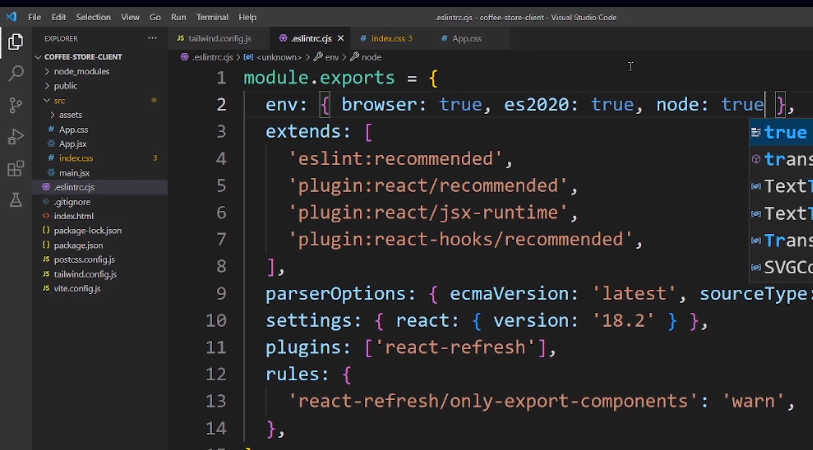 File Edit Selection View Go Run Terminal Help
.eslintrc.cjs - coffee-store-client - Visual Studio Code
EXPLORER ...
COFFEE-STORE-CLIENT
node_modules
public
src
assets
App.css
App.jsx
index.css 3
main.jsx
.eslintrc.cjs
.gitignore
index.html
package-lock.json
package.json
postcss.config.js
tailwind.config.js
vite.config.js
tailwind.config.js .eslintrc.cjs index.css 3 App.css
.eslintrc.cjs > <unknown> > env > node
1 module.exports = {
2 env: { browser: true, es2020: true, node: true },
3 extends: [
4 'eslint:recommended',
5 'plugin:react/recommended',
6 'plugin:react/jsx-runtime',
7 'plugin:react-hooks/recommended',
8 ],
9 parserOptions: { ecmaVersion: 'latest', sourceType:
10 settings: { react: { version: '18.2' } },
11 plugins: ['react-refresh'],
12 rules: {
13 'react-refresh/only-export-components': 'warn',
14 },
true
trans
TextT
TextT
Trans
SVGCo